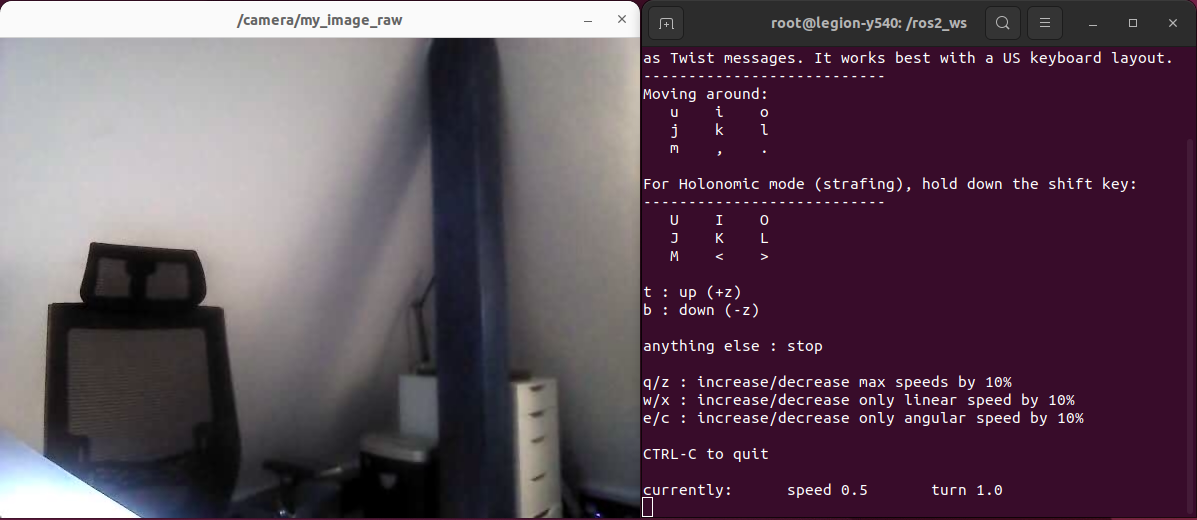 /camera/my_image_raw
root@legion-y540: /ros2_ws
as Twist messages. It works best with a US keyboard layout.
---------------------------
Moving around:
u i o
j k l
m , .
For Holonomic mode (strafing), hold down the shift key:
---------------------------
U I O
J K L
M < >
t : up (+z)
b : down (-z)
anything else : stop
q/z : increase/decrease max speeds by 10%
w/x : increase/decrease only linear speed by 10%
e/c : increase/decrease only angular speed by 10%
CTRL-C to quit
currently: speed 0.5 turn 1.0